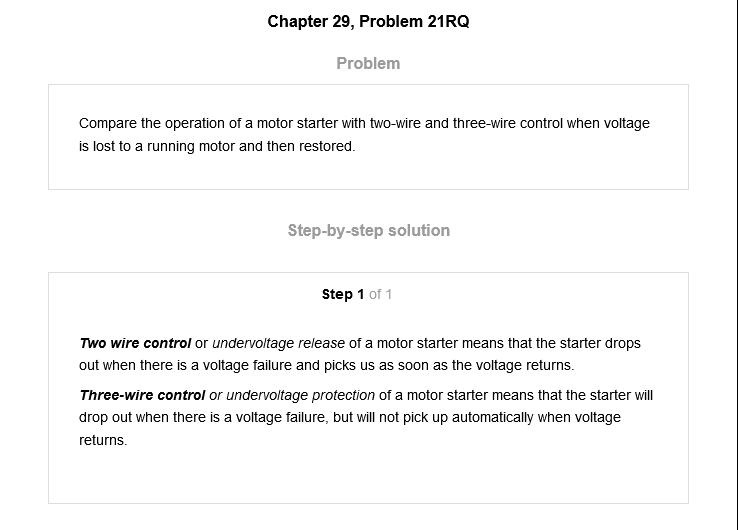 Chapter 29, Problem 21RQ
Problem
Compare the operation of a motor starter with two-wire and three-wire control when voltage
is lost to a running motor and then restored.
Step-by-step solution
Step 1 of 1
Two wire control or undervoltage release of a motor starter means that the starter drops
out when there is a voltage failure and picks us as soon as the voltage returns.
Three-wire control or undervoltage protection of a motor starter means that the starter will
drop out when there is a voltage failure, but will not pick up automatically when voltage
returns.